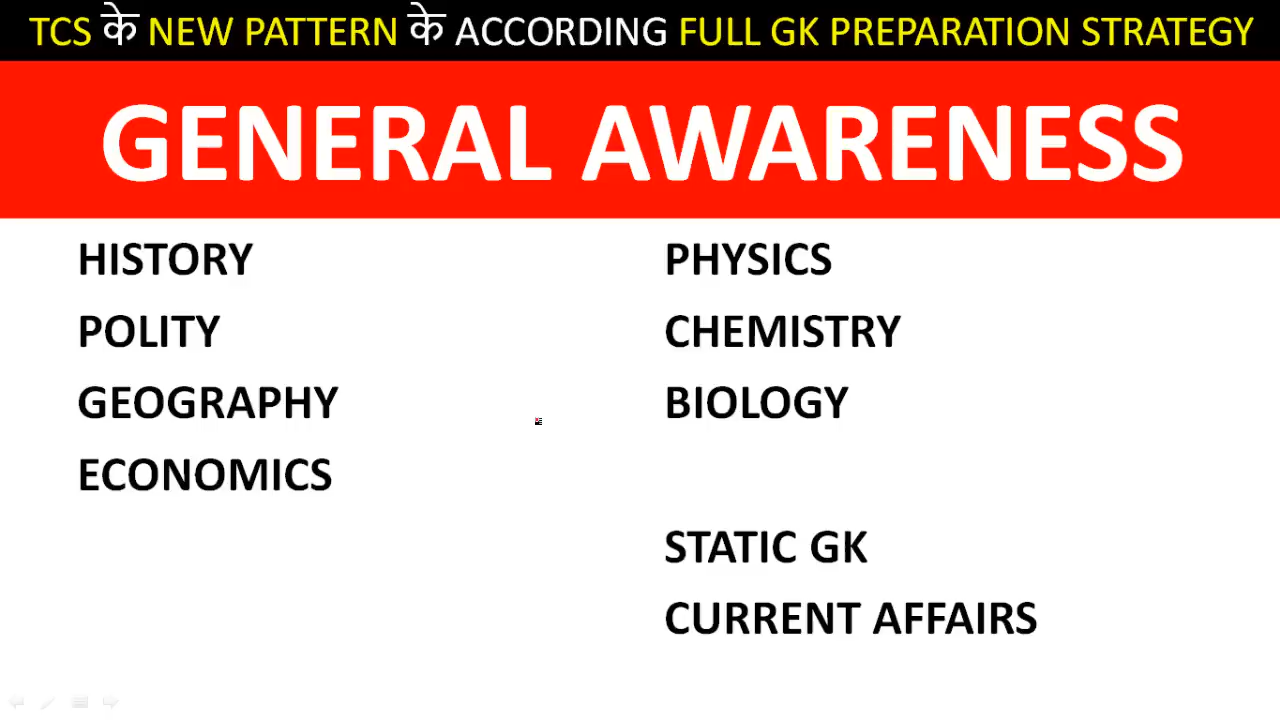 TCS के NEW PATTERN के ACCORDING FULL GK PREPARATION STRATEGY
GENERAL AWARENESS
HISTORY
POLITY
GEOGRAPHY
ECONOMICS
PHYSICS
CHEMISTRY
BIOLOGY
STATIC GK
CURRENT AFFAIRS